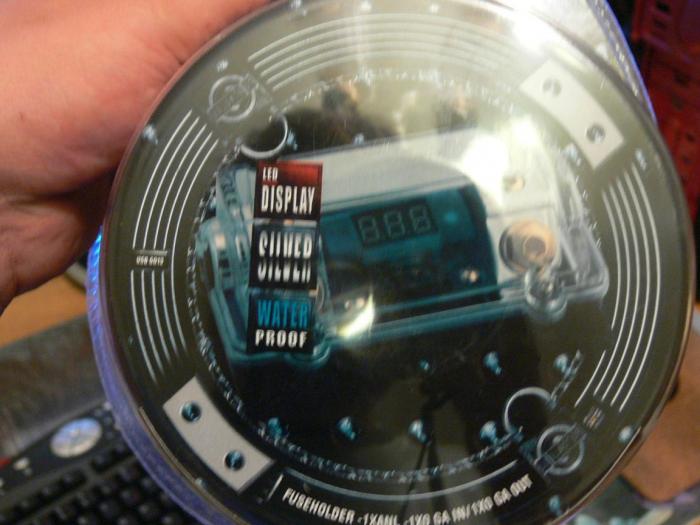 LED
DISPLAY
SILVER
WATER
PROOF
FUSEHOLDER -1XANL -1X0 GA IN/1X0 GA OUT